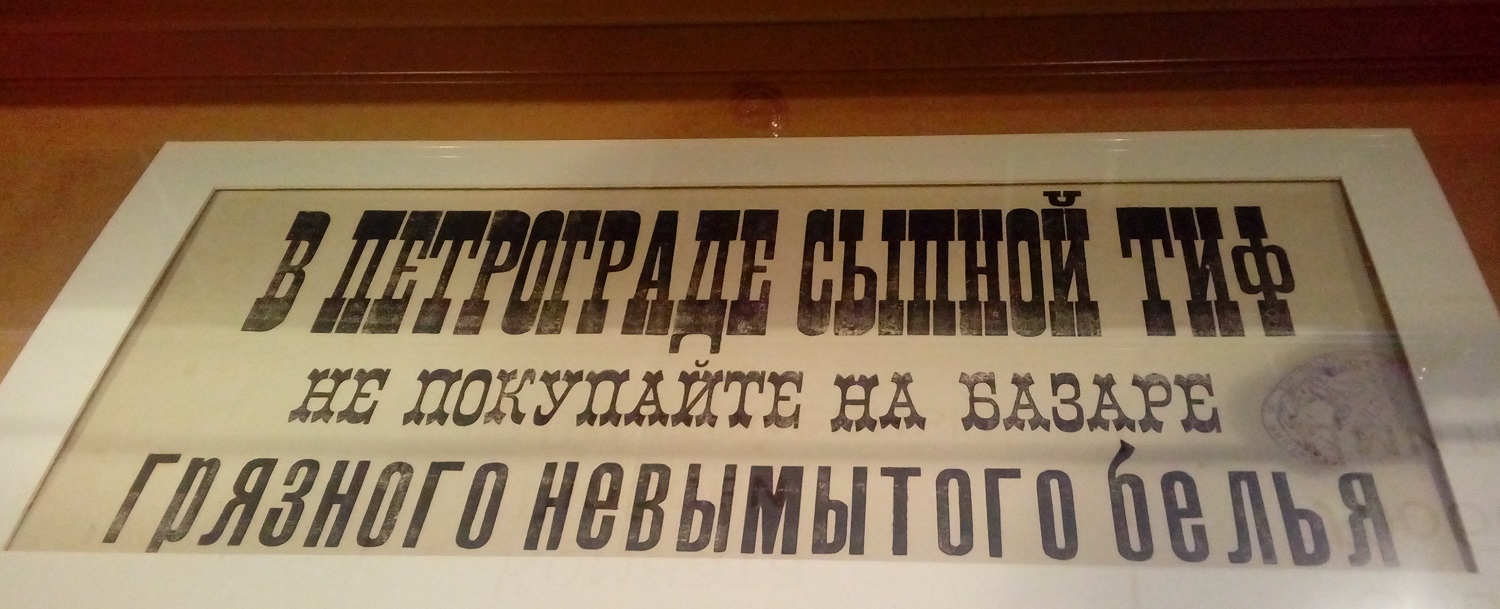 В ПЕТРОГРАДЕ СЫПНОЙ ТИФ
НЕ ПОКУПАЙТЕ НА БАЗАРЕ
грязного невымытого белья